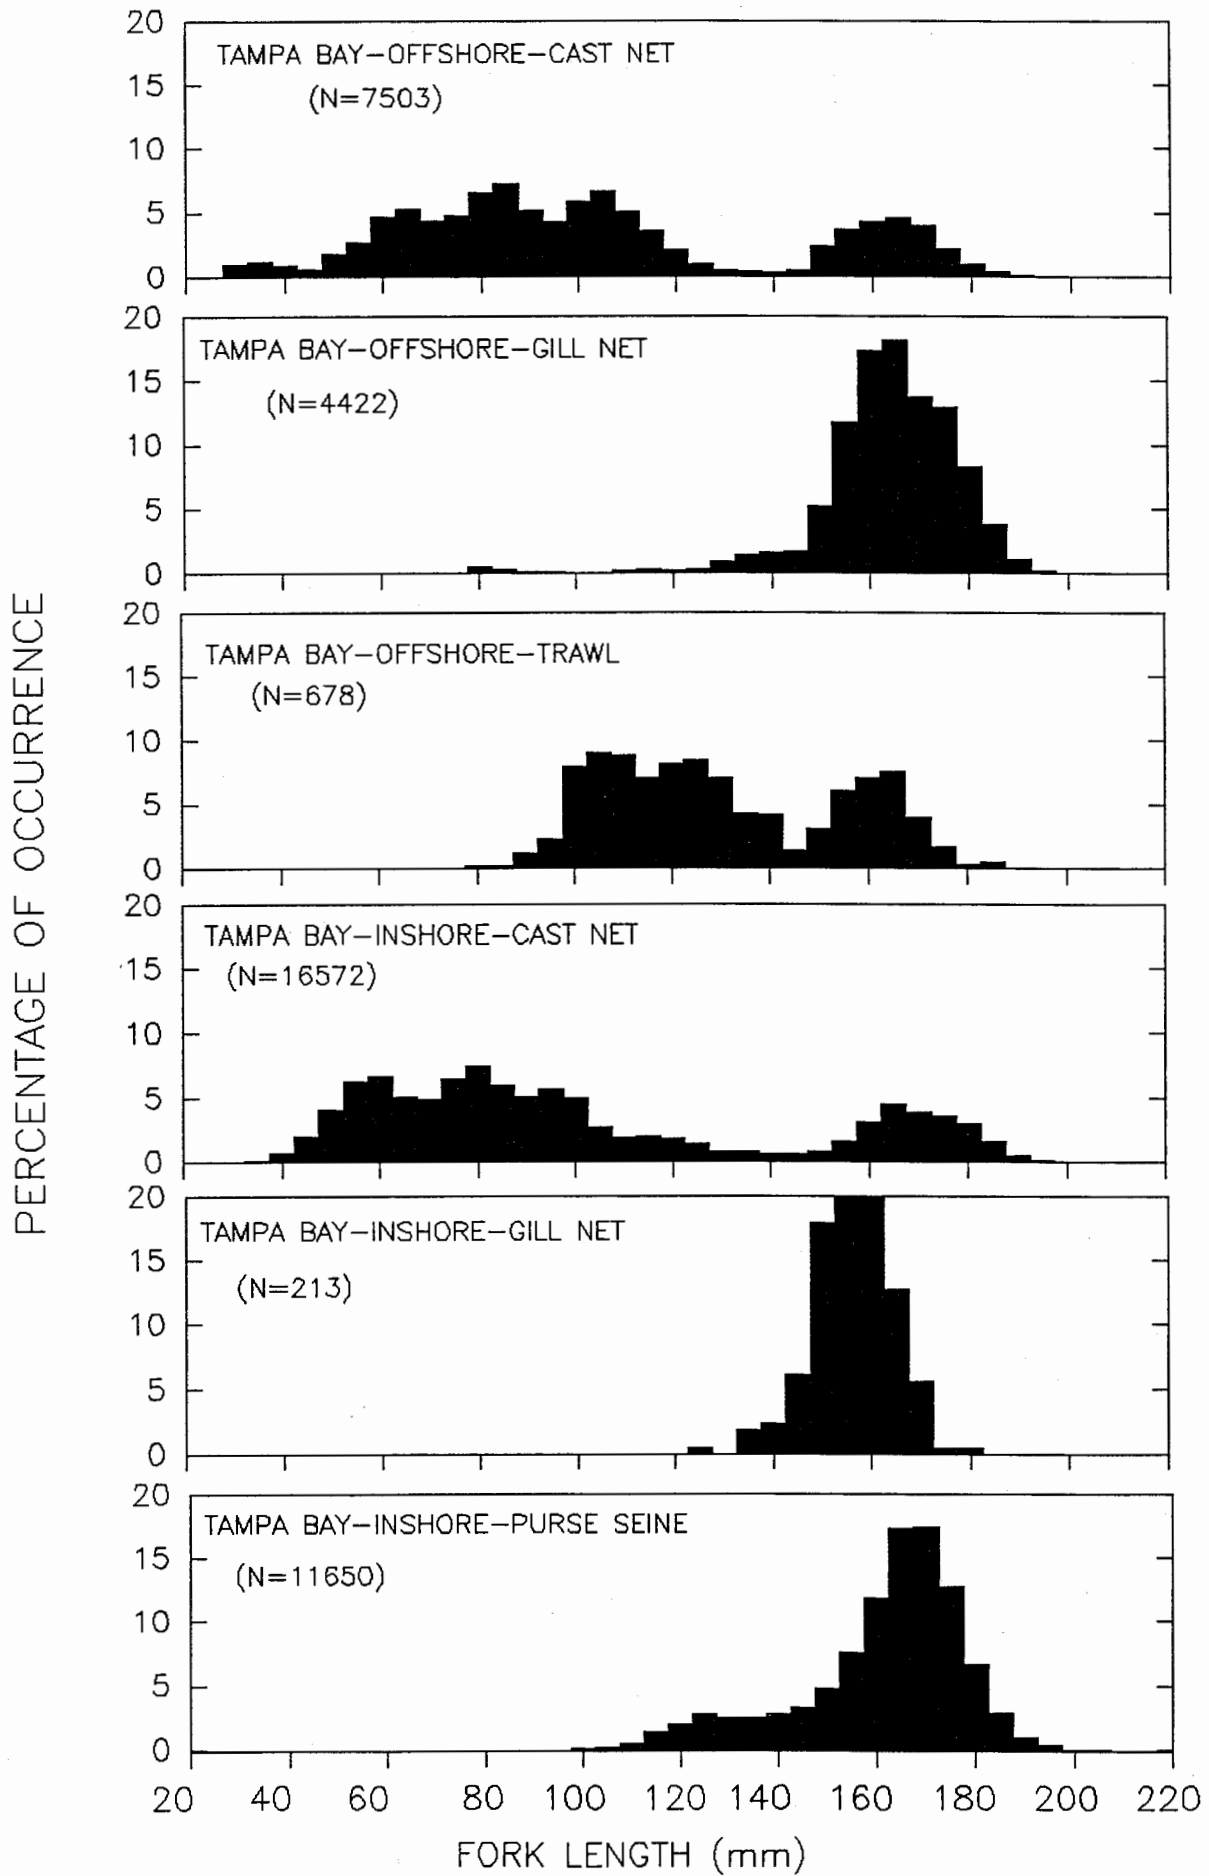 PERCENTAGE OF OCCURRENCE
20
TAMPA BAY-OFFSHORE-CAST NET
15
(N=7503)
10
5
0
20
TAMPA BAY-OFFSHORE-GILL NET
15
(N=4422)
10
5
0
20
TAMPA BAY-OFFSHORE-TRAWL
15
(N=678)
10
5
0
20
TAMPA BAY-INSHORE-CAST NET
15
(N=16572)
10
5
0
20
TAMPA BAY-INSHORE-GILL NET
15
(N=213)
10
5
0
20
TAMPA BAY-INSHORE-PURSE SEINE
15
(N=11650)
10
5
0
20 40 60 80 100 120 140 160 180 200 220
FORK LENGTH (mm)